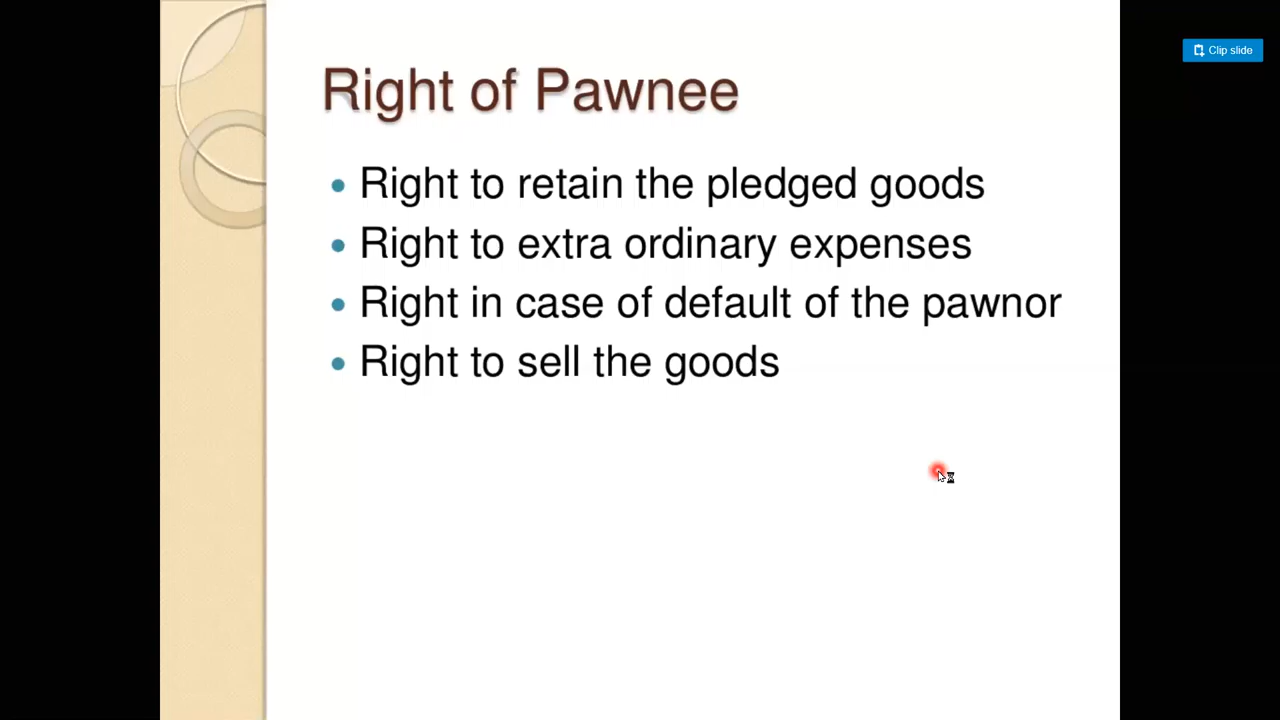 Clip slide
Right of Pawnee
• Right to retain the pledged goods
• Right to extra ordinary expenses
• Right in case of default of the pawnor
• Right to sell the goods